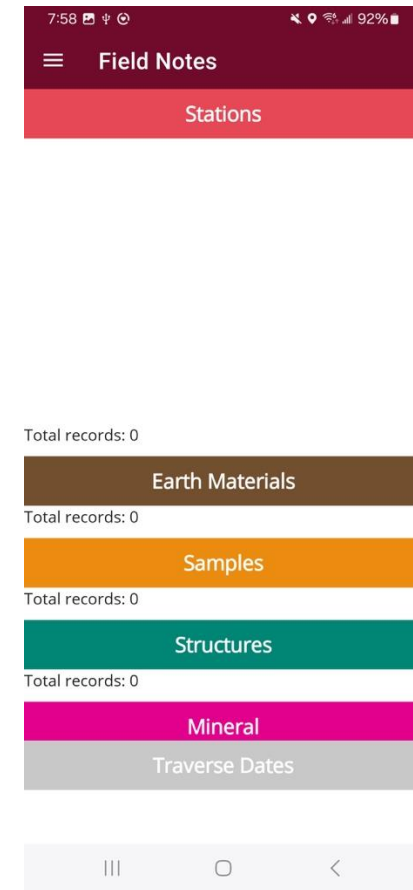 7:58 92%
Field Notes
Stations
Total records: 0
Earth Materials
Total records: 0
Samples
Total records: 0
Structures
Total records: 0
Mineral
Traverse Dates